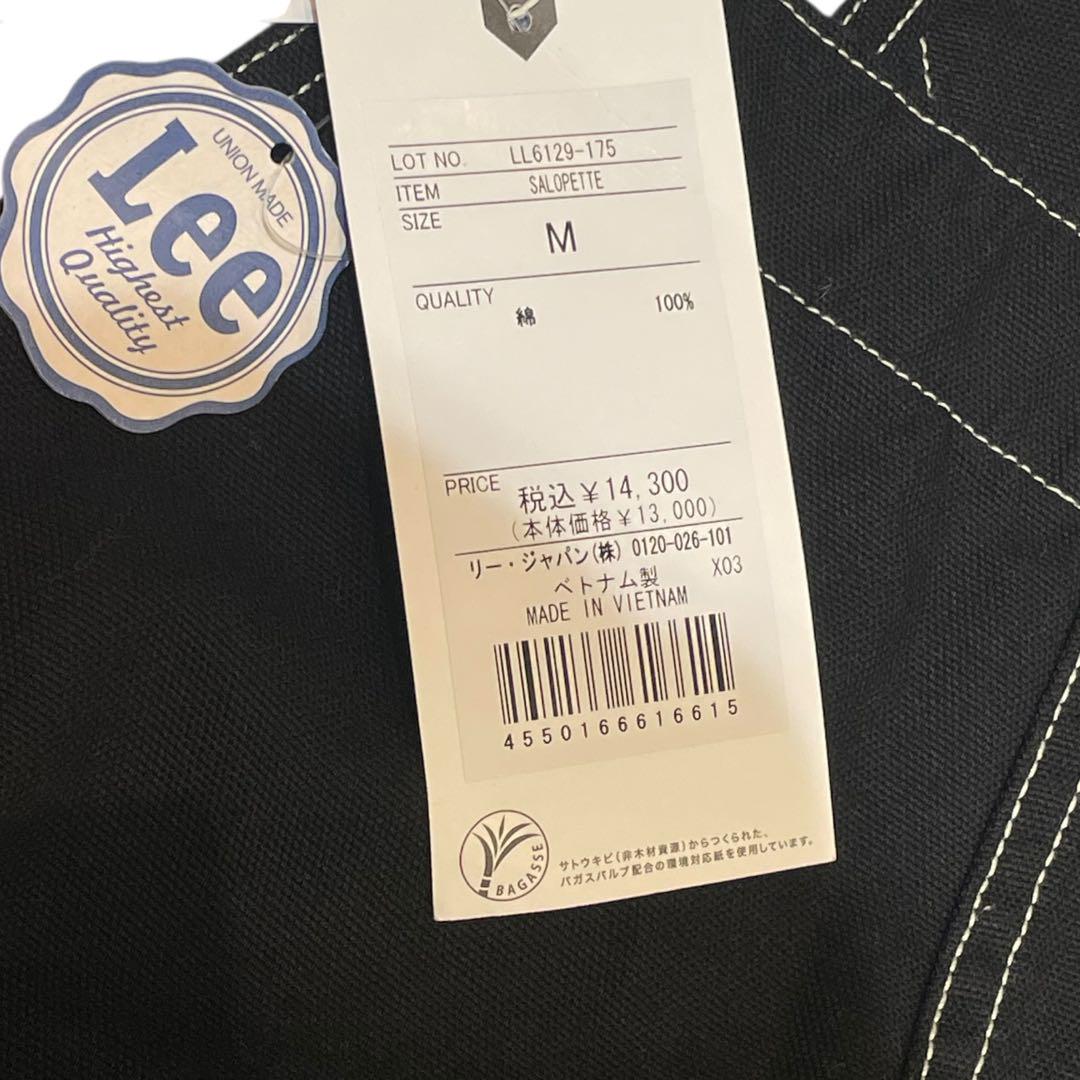 UNION MADE
Lee
Highest
Quality
LOT NO. LL6129-175
ITEM SALOPETTE
SIZE M
QUALITY 綿 100%
PRICE 税込¥14,300
(本体価格¥13,000)
リー・ジャパン(株) 0120-026-101
ベトナム製 X03
MADE IN VIETNAM
4550166616615
BAGASSE
サトウキビ(非木材資源)からつくられた、
バガスパルプ配合の環境対応紙を使用しています。